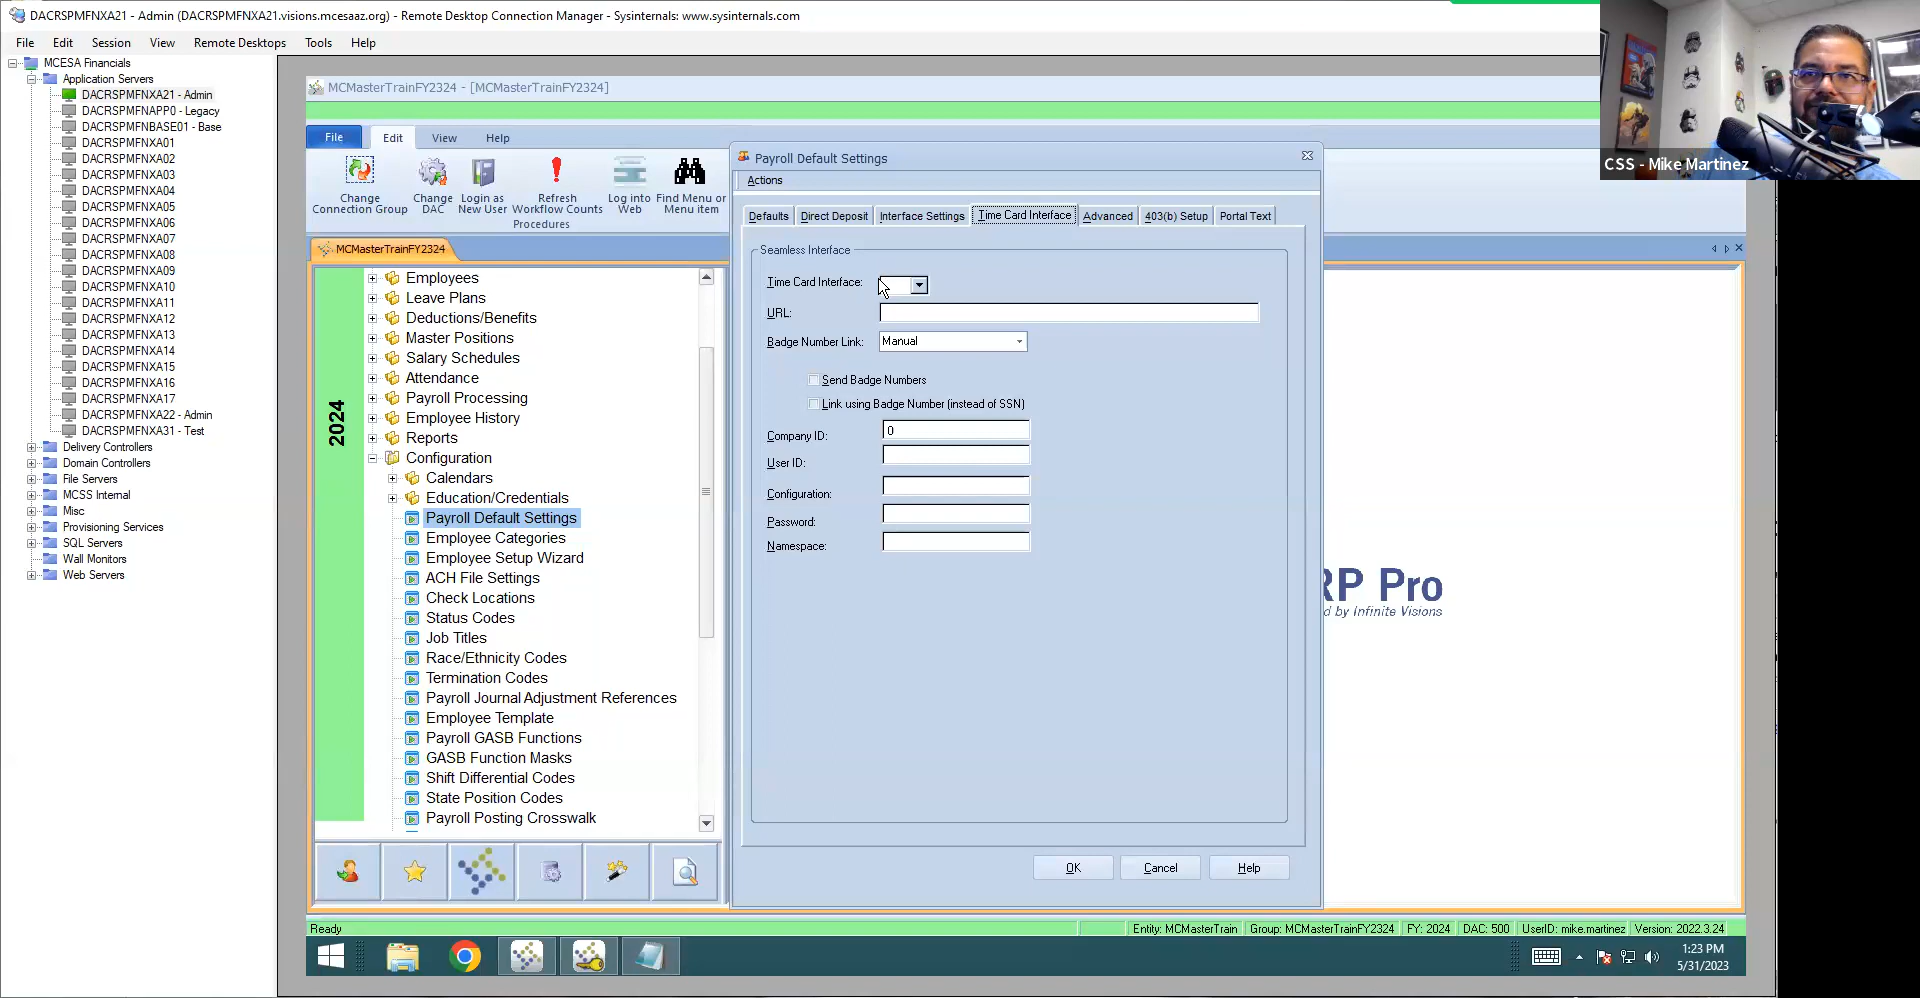 DACRSPMFNXA21 - Admin (DACRSPMFNXA21.visions.mcesaaz.org) - Remote Desktop Connection Manager - Sysinternals: www.sysinternals.com
File Edit Session View Remote Desktops Tools Help
MCESA Financials
Application Servers
DACRSPMFNXA21 - Admin
DACRSPMFNAPP0 - Legacy
DACRSPMFNBASE01 - Base
DACRSPMFNXA01
DACRSPMFNXA02
DACRSPMFNXA03
DACRSPMFNXA04
DACRSPMFNXA05
DACRSPMFNXA06
DACRSPMFNXA07
DACRSPMFNXA08
DACRSPMFNXA09
DACRSPMFNXA10
DACRSPMFNXA11
DACRSPMFNXA12
DACRSPMFNXA13
DACRSPMFNXA14
DACRSPMFNXA15
DACRSPMFNXA16
DACRSPMFNXA17
DACRSPMFNXA22 - Admin
DACRSPMFNXA31 - Test
Delivery Controllers
Domain Controllers
File Servers
MCSS Internal
Misc
Provisioning Services
SQL Servers
Wall Monitors
Web Servers
MCMasterTrainFY2324 - [MCMasterTrainFY2324]
File Edit View Help
Change Connection Group
Change DAC
Login as New User
Refresh Workflow Counts
Log into Web
Find Menu or Menu item
Procedures
MCMasterTrainFY2324
2024
Employees
Leave Plans
Deductions/Benefits
Master Positions
Salary Schedules
Attendance
Payroll Processing
Employee History
Reports
Configuration
Calendars
Education/Credentials
Payroll Default Settings
Employee Categories
Employee Setup Wizard
ACH File Settings
Check Locations
Status Codes
Job Titles
Race/Ethnicity Codes
Termination Codes
Payroll Journal Adjustment References
Employee Template
Payroll GASB Functions
GASB Function Masks
Shift Differential Codes
State Position Codes
Payroll Posting Crosswalk
Payroll Default Settings
Actions
Defaults Direct Deposit Interface Settings Time Card Interface Advanced 403(b) Setup Portal Text
Seamless Interface
Time Card Interface:
URL:
Badge Number Link: Manual
Send Badge Numbers
Link using Badge Number (instead of SSN)
Company ID: 0
User ID:
Configuration:
Password:
Namespace:
OK Cancel Help
RP Pro
d by Infinite Visions
CSS - Mike Martinez
Ready
Entity: MCMasterTrain Group: MCMasterTrainFY2324 FY: 2024 DAC: 500 UserID: mike.martinez Version: 2022.3.24
1:23 PM
5/31/2023